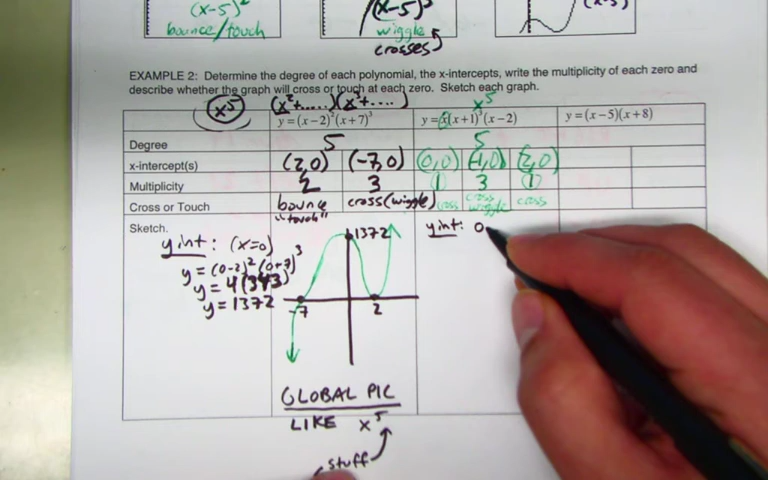 (x-5)²
bounce/touch
(x-5)³
wiggle
crosses
EXAMPLE 2: Determine the degree of each polynomial, the x-intercepts, write the multiplicity of each zero and
describe whether the graph will cross or touch at each zero. Sketch each graph.
x⁵ (x²+.....)(x³+....) x⁵
y = (x-2)²(x+7)³ y = x(x+1)³(x-2) y = (x-5)(x+8)
Degree 5 5
x-intercept(s) (2,0) (-7,0) (0,0) (-1,0) (2,0)
Multiplicity 2 3 1 3 1
Cross or Touch bounce "touch" cross(wiggle) cross cross wiggle cross
Sketch.
yint: (x=0)
y = (0-2)²(0+7)³
y = 4(343)
y = 1372
1372
-7 2
GLOBAL PIC
LIKE x⁵
stuff
yint: 0